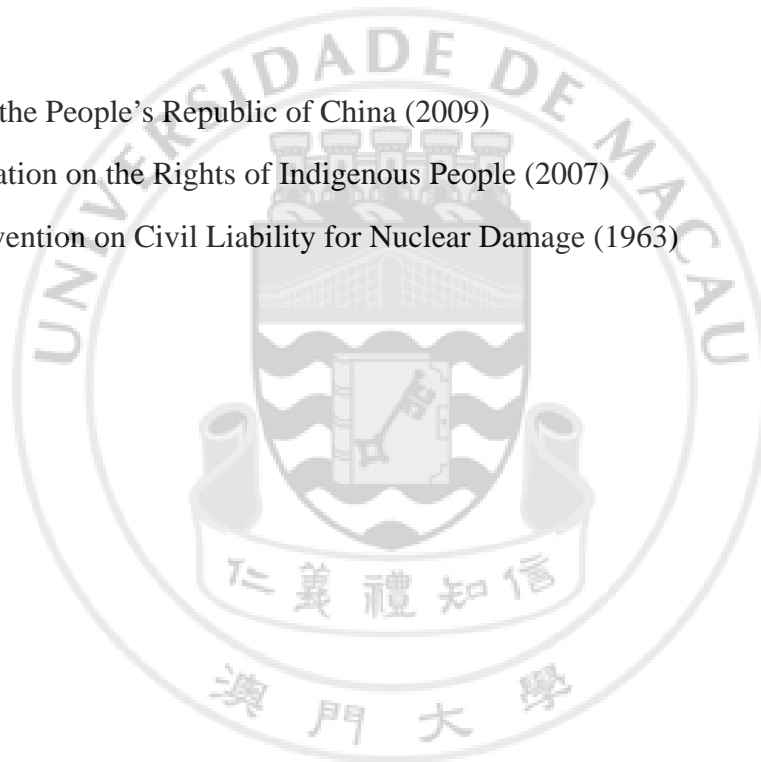 the People’s Republic of China (2009)
ation on the Rights of Indigenous People (2007)
vention on Civil Liability for Nuclear Damage (1963)
UNIVERSIDADE DE MACAU
仁義禮知信
澳門大學